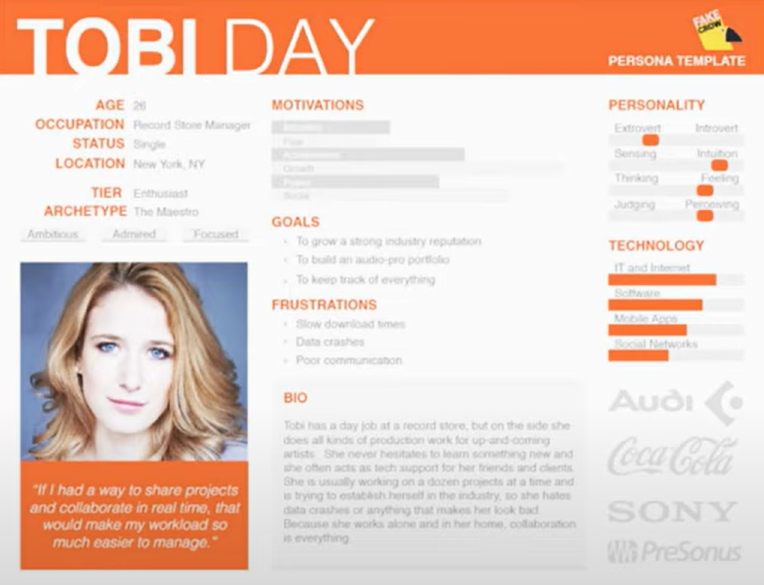 TOBI DAY
FAKE
CROW
PERSONA TEMPLATE
AGE 26
OCCUPATION Record Store Manager
STATUS Single
LOCATION New York, NY
TIER Enthusiast
ARCHETYPE The Maestro
Ambitious Admired Focused
"If I had a way to share projects
and collaborate in real time, that
would make my workload so
much easier to manage."
MOTIVATIONS
Fear
Achievement
Growth
Power
Social
GOALS
To grow a strong industry reputation
To build an audio-pro portfolio
To keep track of everything
FRUSTRATIONS
Slow download times
Data crashes
Poor communication
BIO
Tobi has a day job at a record store, but on the side she
does all kinds of production work for up-and-coming
artists. She never hesitates to learn something new and
she often acts as tech support for her friends and clients.
She is usually working on a dozen projects at a time and
is trying to establish herself in the industry, so she hates
data crashes or anything that makes her look bad.
Because she works alone and in her home, collaboration
is everything.
PERSONALITY
Extrovert Introvert
Sensing Intuition
Thinking Feeling
Judging Perceiving
TECHNOLOGY
IT and Internet
Software
Mobile Apps
Social Networks
Audi
Coca Cola
SONY
PreSonus